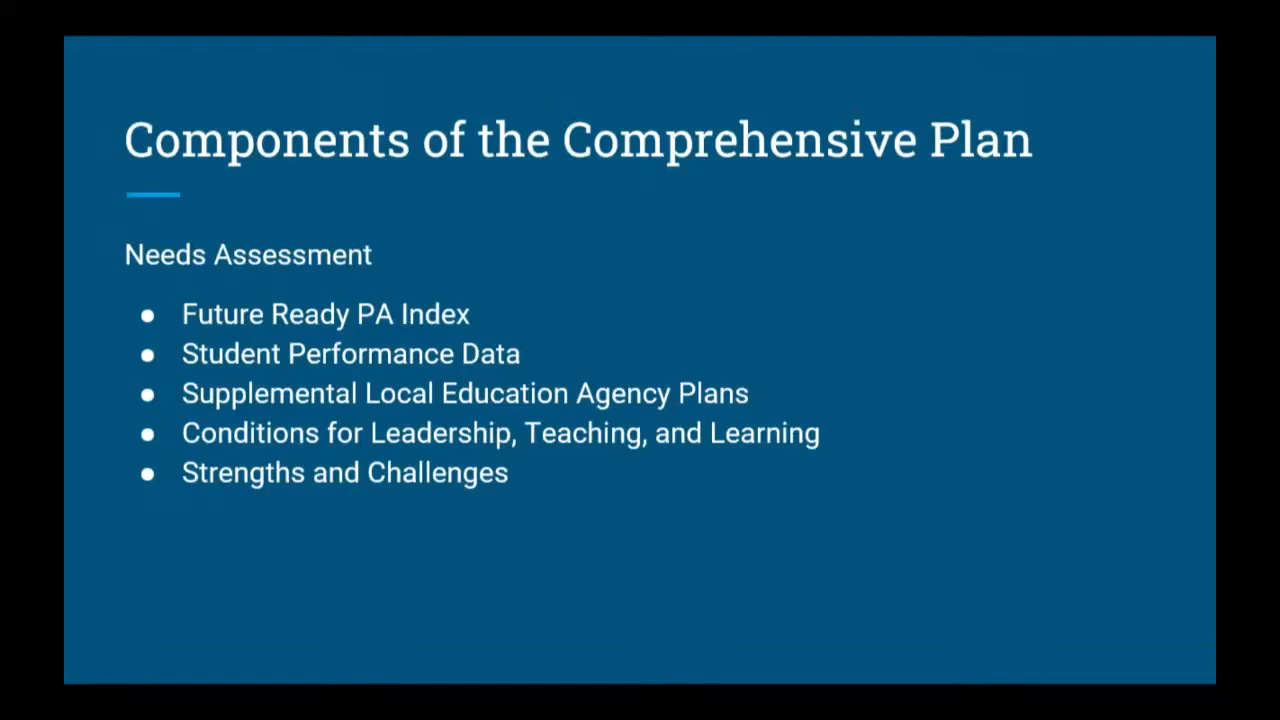 Components of the Comprehensive Plan
Needs Assessment
● Future Ready PA Index
● Student Performance Data
● Supplemental Local Education Agency Plans
● Conditions for Leadership, Teaching, and Learning
● Strengths and Challenges